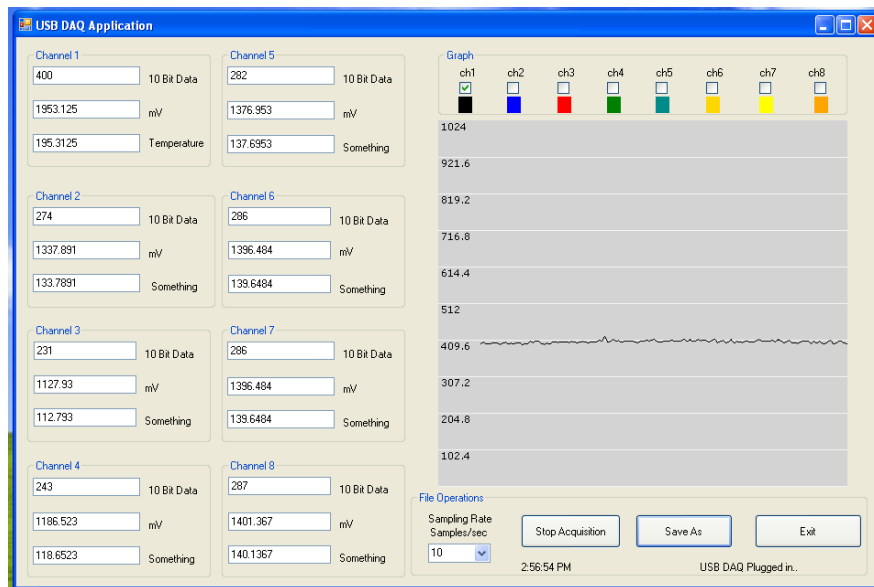 USB DAQ Application
Channel 1
400
10 Bit Data
1953.125
mV
195.3125
Temperature
Channel 2
274
10 Bit Data
1337.891
mV
133.7891
Something
Channel 3
231
10 Bit Data
1127.93
mV
112.793
Something
Channel 4
243
10 Bit Data
1186.523
mV
118.6523
Something
Channel 5
282
10 Bit Data
1376.953
mV
137.6953
Something
Channel 6
286
10 Bit Data
1396.484
mV
139.6484
Something
Channel 7
286
10 Bit Data
1396.484
mV
139.6484
Something
Channel 8
287
10 Bit Data
1401.367
mV
140.1367
Something
Graph
ch1 ch2 ch3 ch4 ch5 ch6 ch7 ch8
1024
921.6
819.2
716.8
614.4
512
409.6
307.2
204.8
102.4
File Operations
Sampling Rate
Samples/sec
10
Stop Acquisition
Save As
Exit
2:56:54 PM
USB DAQ Plugged in..